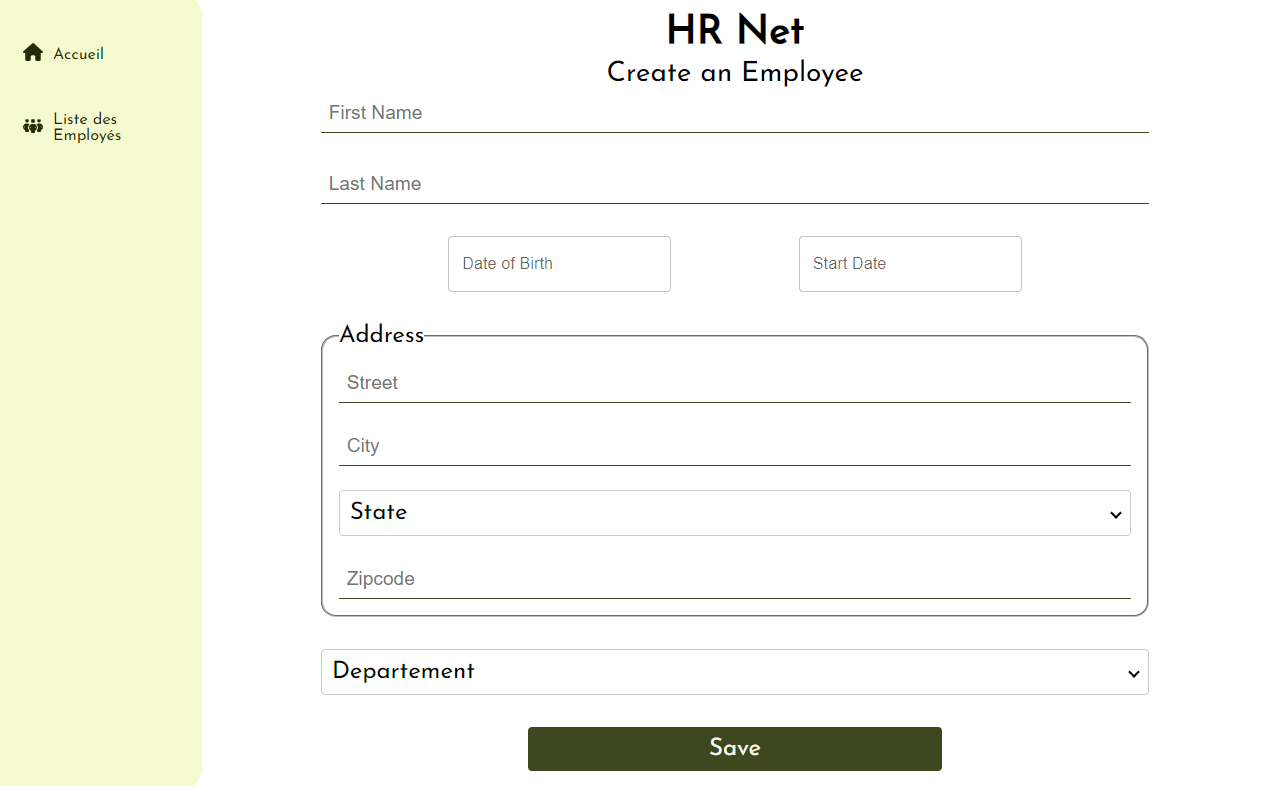 Accueil
Liste des
Employés
HR Net
Create an Employee
First Name
Last Name
Date of Birth
Start Date
Address
Street
City
State
Zipcode
Departement
Save